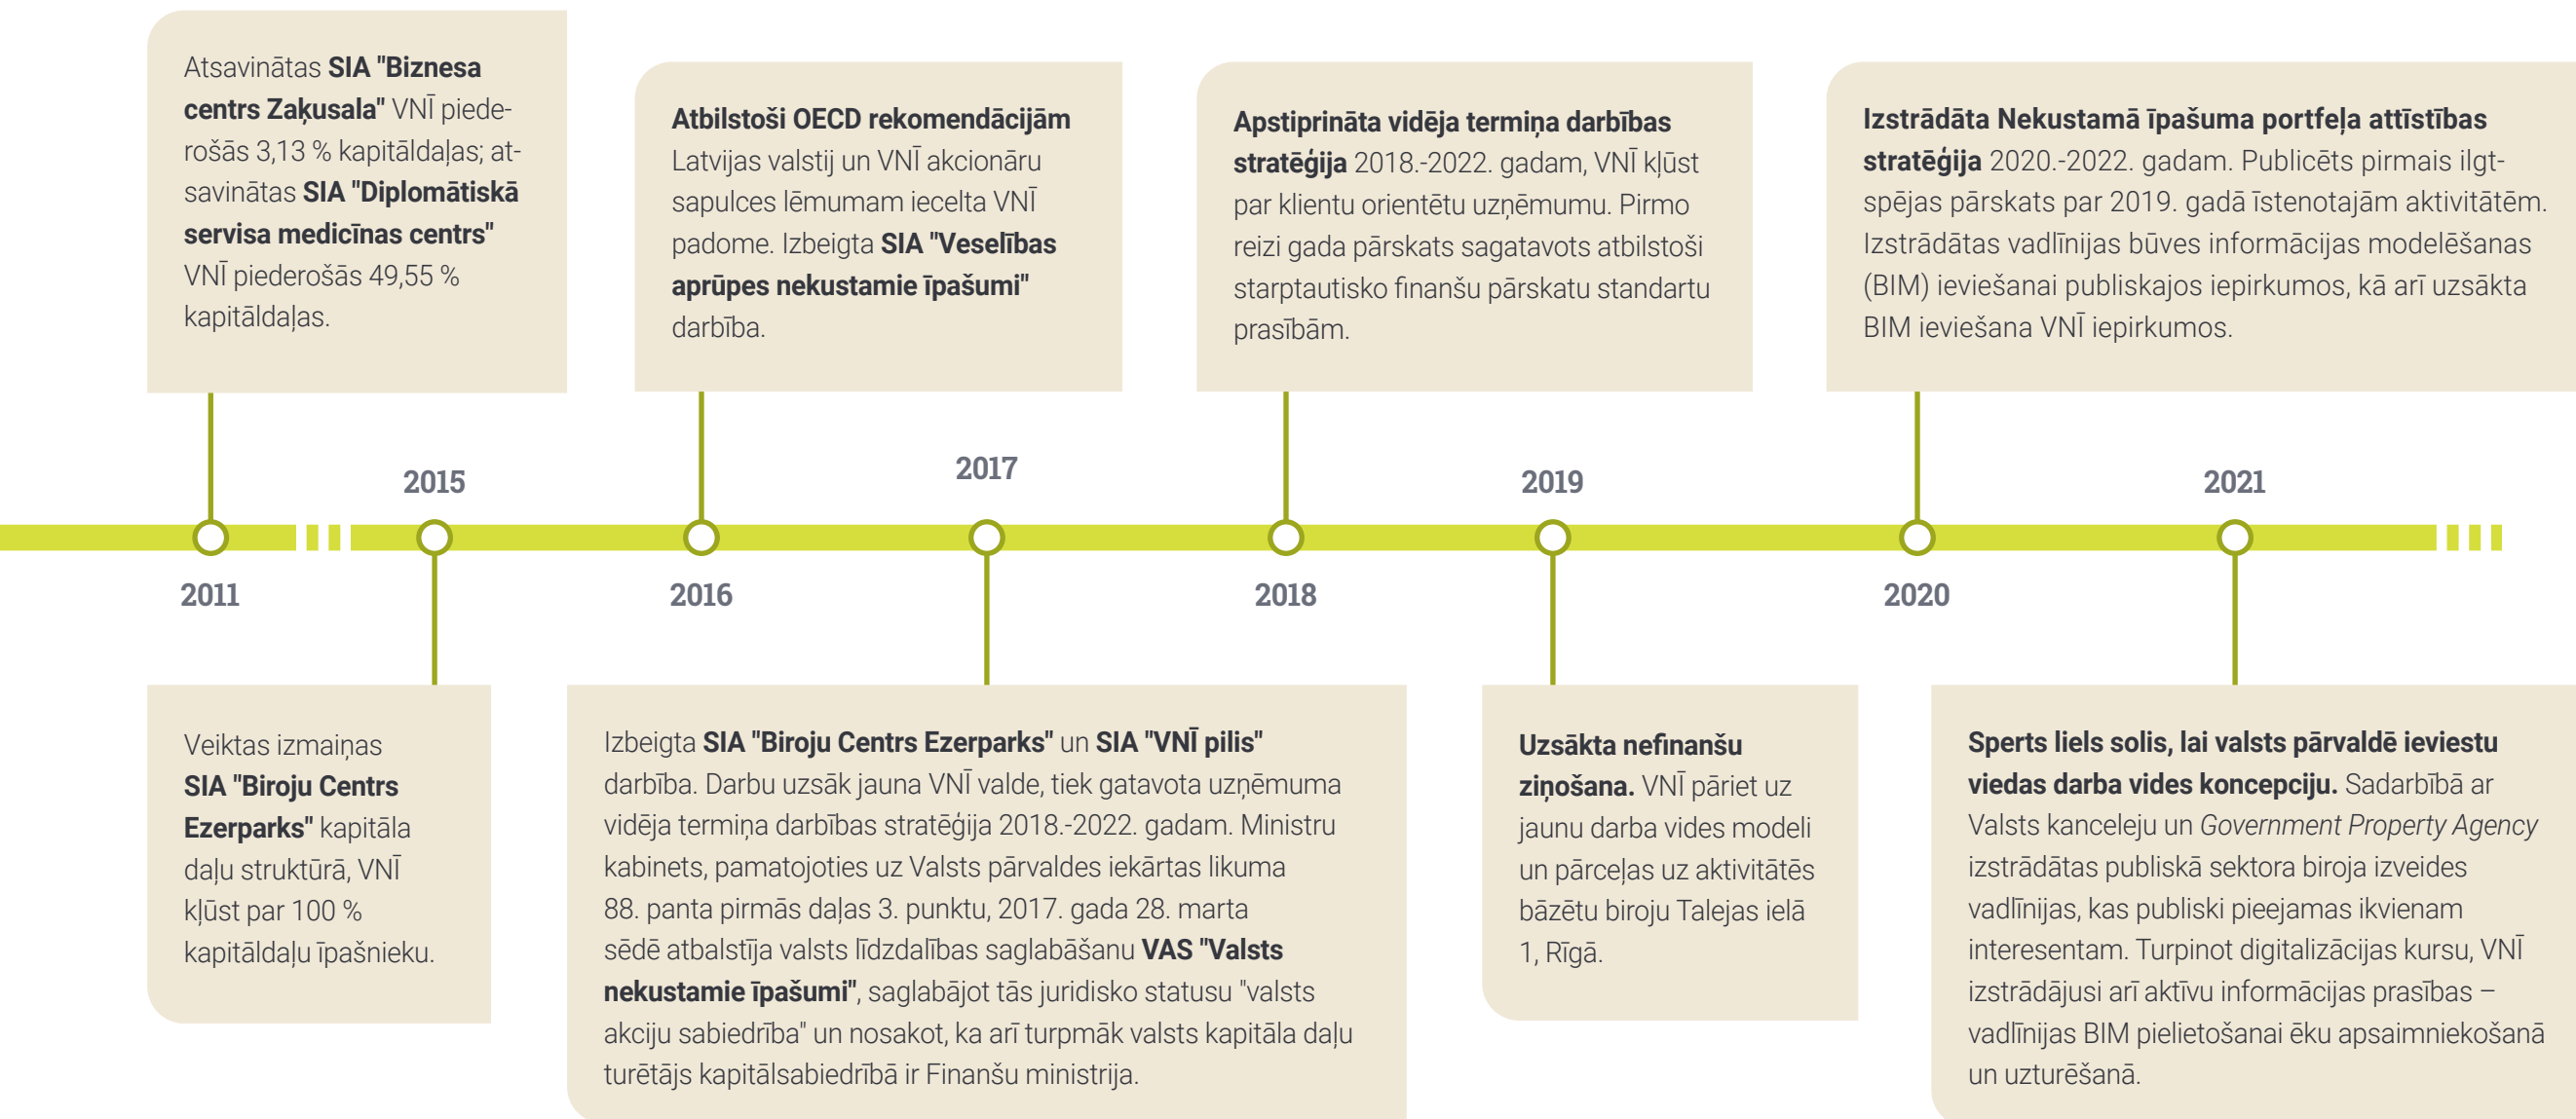 Atsavinātas SIA "Biznesa
centrs Zaķusala" VNĪ piede-
rošās 3,13 % kapitāldaļas; at-
savinātas SIA "Diplomātiskā
servisa medicīnas centrs"
VNĪ piederošās 49,55 %
kapitāldaļas.
Atbilstoši OECD rekomendācijām
Latvijas valstij un VNĪ akcionāru
sapulces lēmumam iecelta VNĪ
padome. Izbeigta SIA "Veselības
aprūpes nekustamie īpašumi"
darbība.
Apstiprināta vidēja termiņa darbības
stratēģija 2018.-2022. gadam, VNĪ kļūst
par klientu orientētu uzņēmumu. Pirmo
reizi gada pārskats sagatavots atbilstoši
starptautisko finanšu pārskatu standartu
prasībām.
Izstrādāta Nekustamā īpašuma portfeļa attīstības
stratēģija 2020.-2022. gadam. Publicēts pirmais ilgt-
spējas pārskats par 2019. gadā īstenotajām aktivitātēm.
Izstrādātas vadlīnijas būves informācijas modelēšanas
(BIM) ieviešanai publiskajos iepirkumos, kā arī uzsākta
BIM ieviešana VNĪ iepirkumos.
2015
2017
2019
2021
2011
2016
2018
2020
Veiktas izmaiņas
SIA "Biroju Centrs
Ezerparks" kapitāla
daļu struktūrā, VNĪ
kļūst par 100 %
kapitāldaļu īpašnieku.
Izbeigta SIA "Biroju Centrs Ezerparks" un SIA "VNĪ pilis"
darbība. Darbu uzsāk jauna VNĪ valde, tiek gatavota uzņēmuma
vidēja termiņa darbības stratēģija 2018.-2022. gadam. Ministru
kabinets, pamatojoties uz Valsts pārvaldes iekārtas likuma
88. panta pirmās daļas 3. punktu, 2017. gada 28. marta
sēdē atbalstīja valsts līdzdalības saglabāšanu VAS "Valsts
nekustamie īpašumi", saglabājot tās juridisko statusu "valsts
akciju sabiedrība" un nosakot, ka arī turpmāk valsts kapitāla daļu
turētājs kapitālsabiedrībā ir Finanšu ministrija.
Uzsākta nefinanšu
ziņošana. VNĪ pāriet uz
jaunu darba vides modeli
un pārceļas uz aktivitātēs
bāzētu biroju Talejas ielā
1, Rīgā.
Sperts liels solis, lai valsts pārvaldē ieviestu
viedas darba vides koncepciju. Sadarbībā ar
Valsts kanceleju un Government Property Agency
izstrādātas publiskā sektora biroja izveides
vadlīnijas, kas publiski pieejamas ikvienam
interesentam. Turpinot digitalizācijas kursu, VNĪ
izstrādājusi arī aktīvu informācijas prasības –
vadlīnijas BIM pielietošanai ēku apsaimniekošanā
un uzturēšanā.